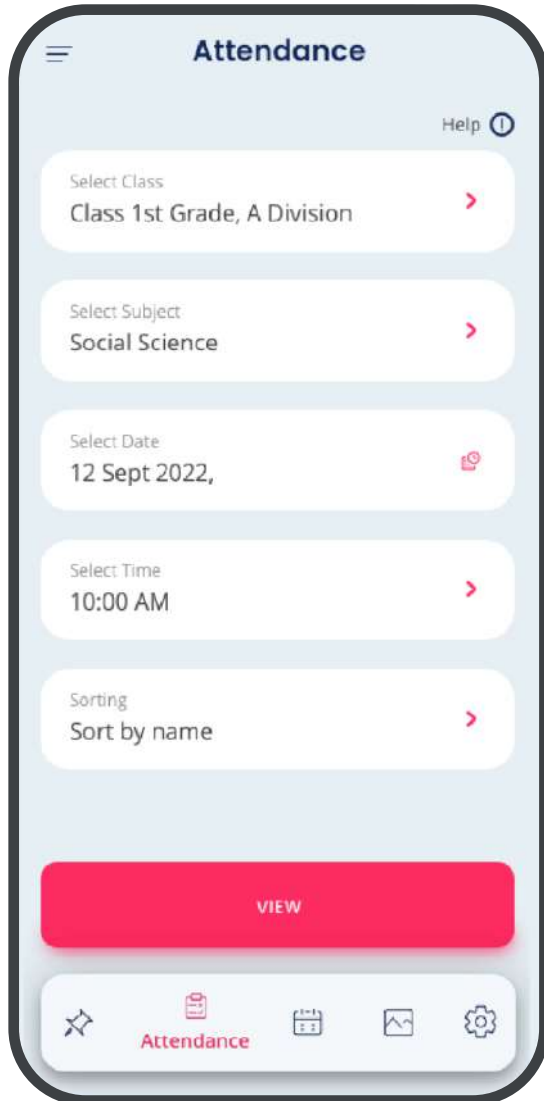 Attendance
Help
Select Class
Class 1st Grade, A Division
Select Subject
Social Science
Select Date
12 Sept 2022,
Select Time
10:00 AM
Sorting
Sort by name
VIEW
Attendance